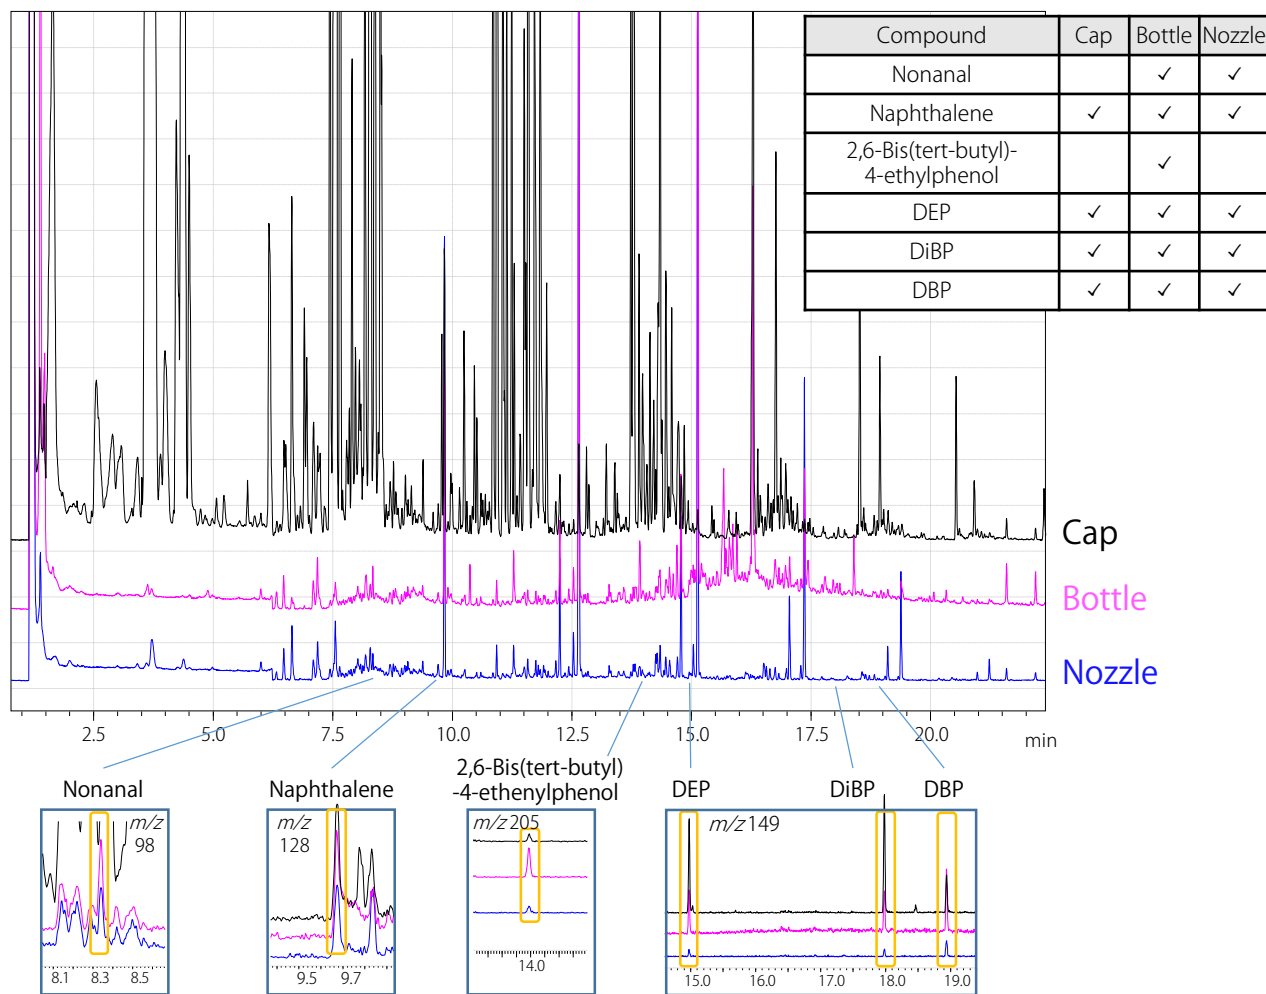 Compound Cap Bottle Nozzle
Nonanal ✓ ✓
Naphthalene ✓ ✓ ✓
2,6-Bis(tert-butyl)-
4-ethylphenol ✓
DEP ✓ ✓ ✓
DiBP ✓ ✓ ✓
DBP ✓ ✓ ✓
Cap
Bottle
Nozzle
2.5 5.0 7.5 10.0 12.5 15.0 17.5 20.0 min
Nonanal
Naphthalene
2,6-Bis(tert-butyl)
-4-ethenylphenol
DEP
DiBP
DBP
m/z
98
8.1 8.3 8.5
m/z
128
9.5 9.7
m/z 205
14.0
m/z 149
15.0 16.0 17.0 18.0 19.0